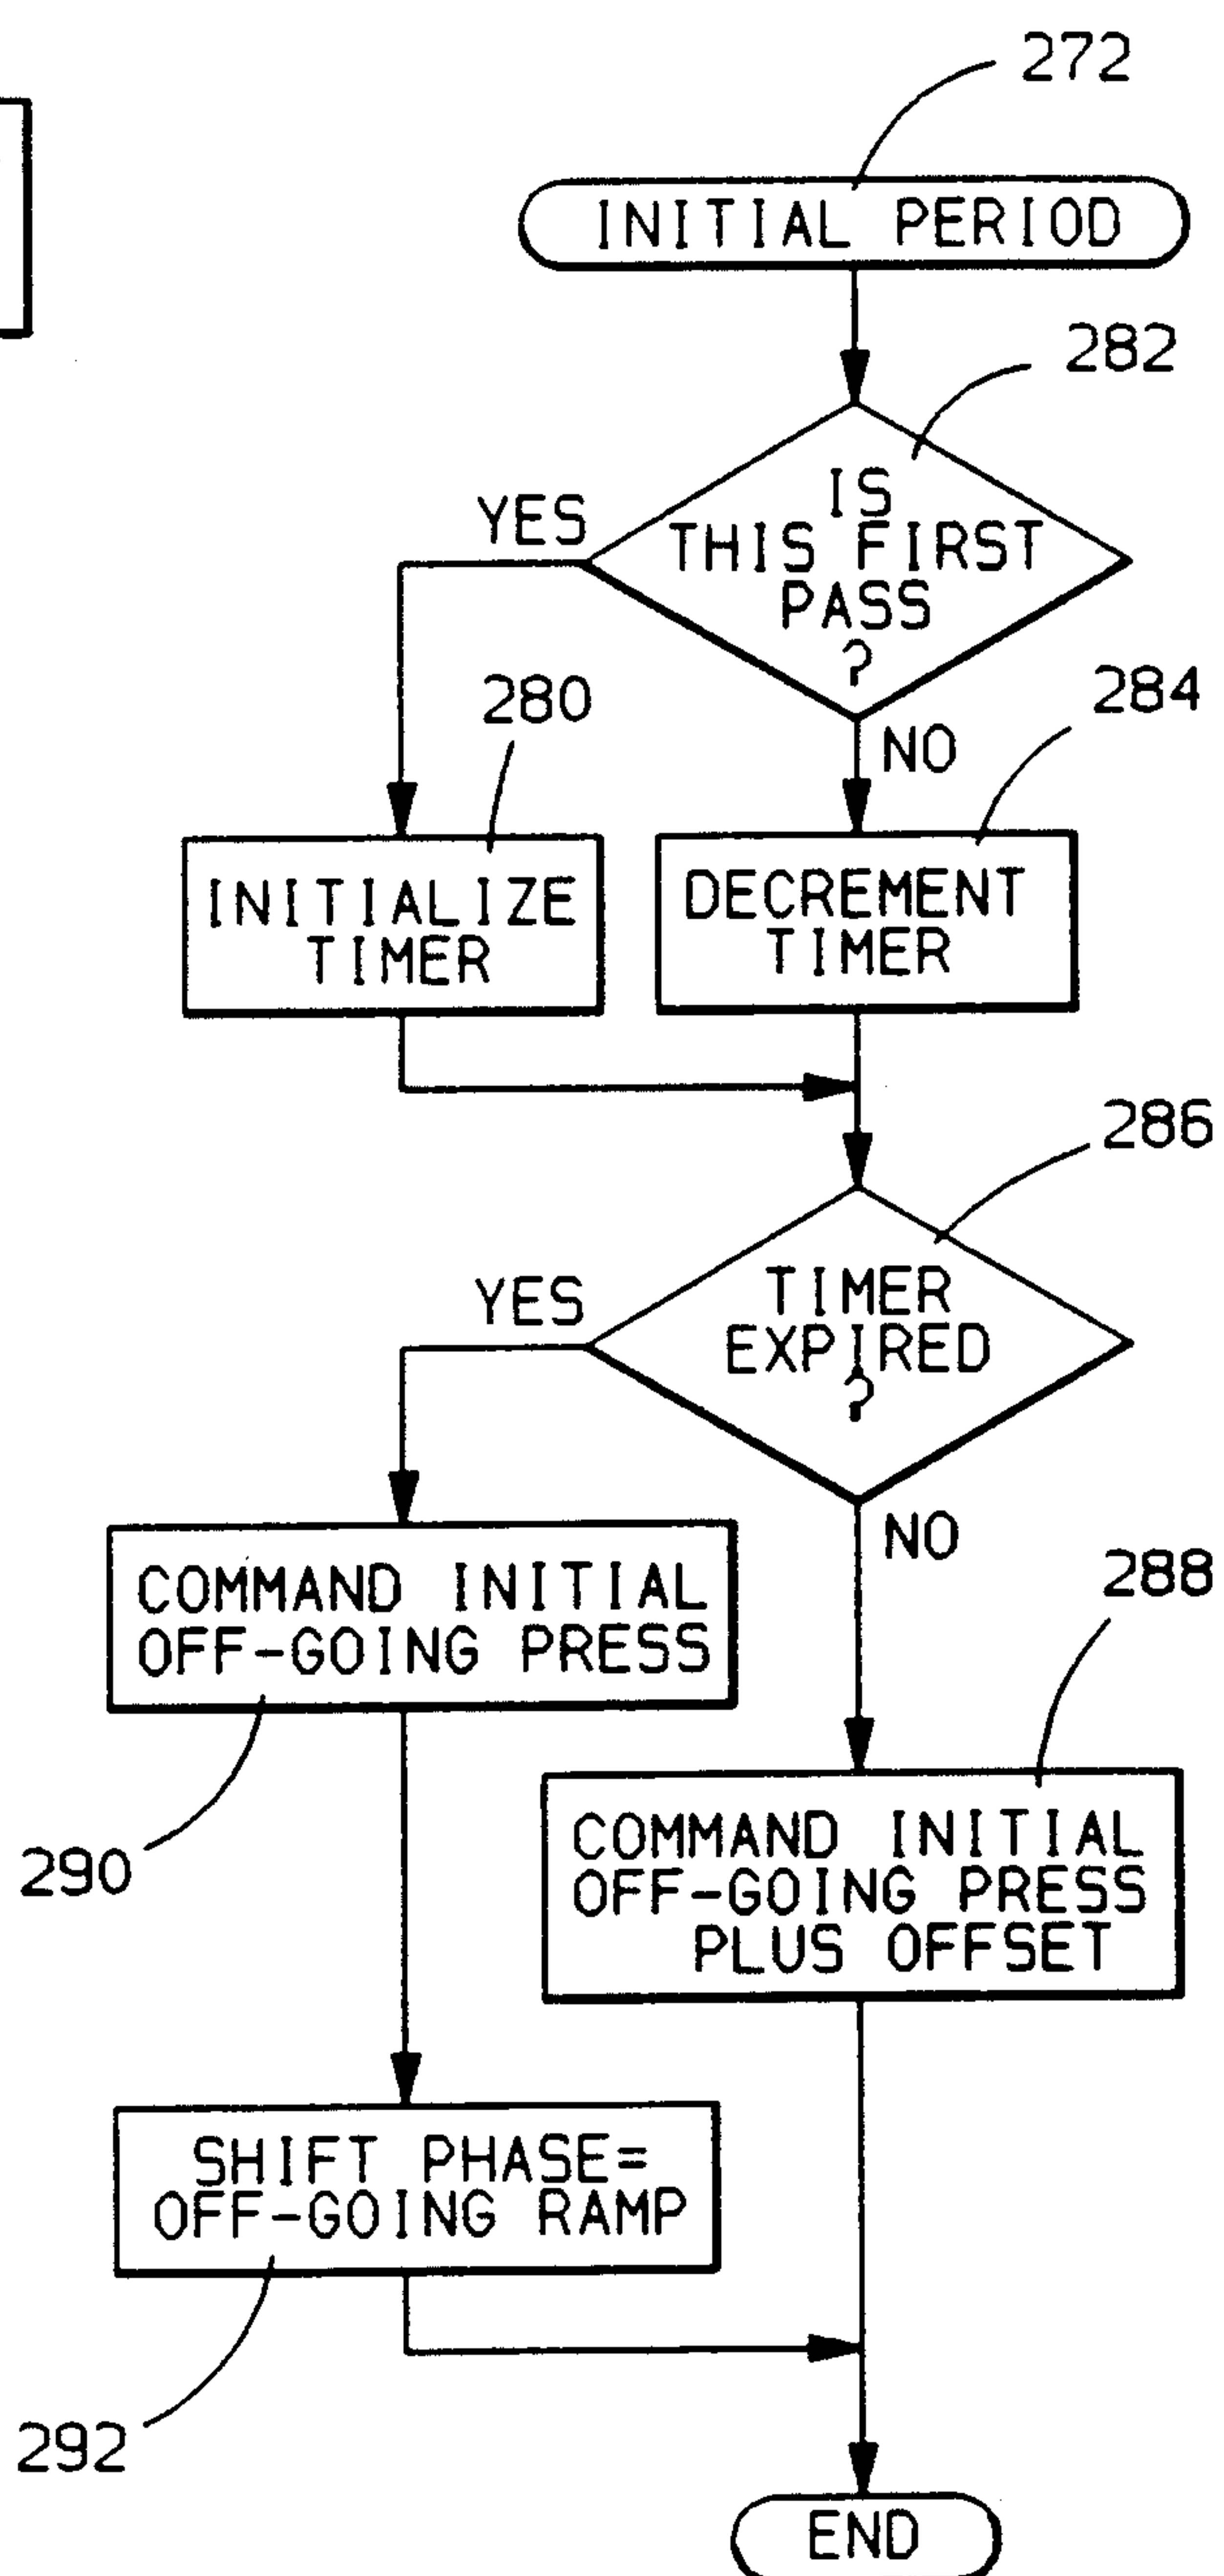 272
INITIAL PERIOD
282
IS
THIS FIRST
PASS
?
YES
NO
280
284
INITIALIZE
TIMER
DECREMENT
TIMER
286
TIMER
EXPIRED
?
YES
NO
COMMAND INITIAL
OFF-GOING PRESS
288
290
COMMAND INITIAL
OFF-GOING PRESS
PLUS OFFSET
SHIFT PHASE=
OFF-GOING RAMP
292
END